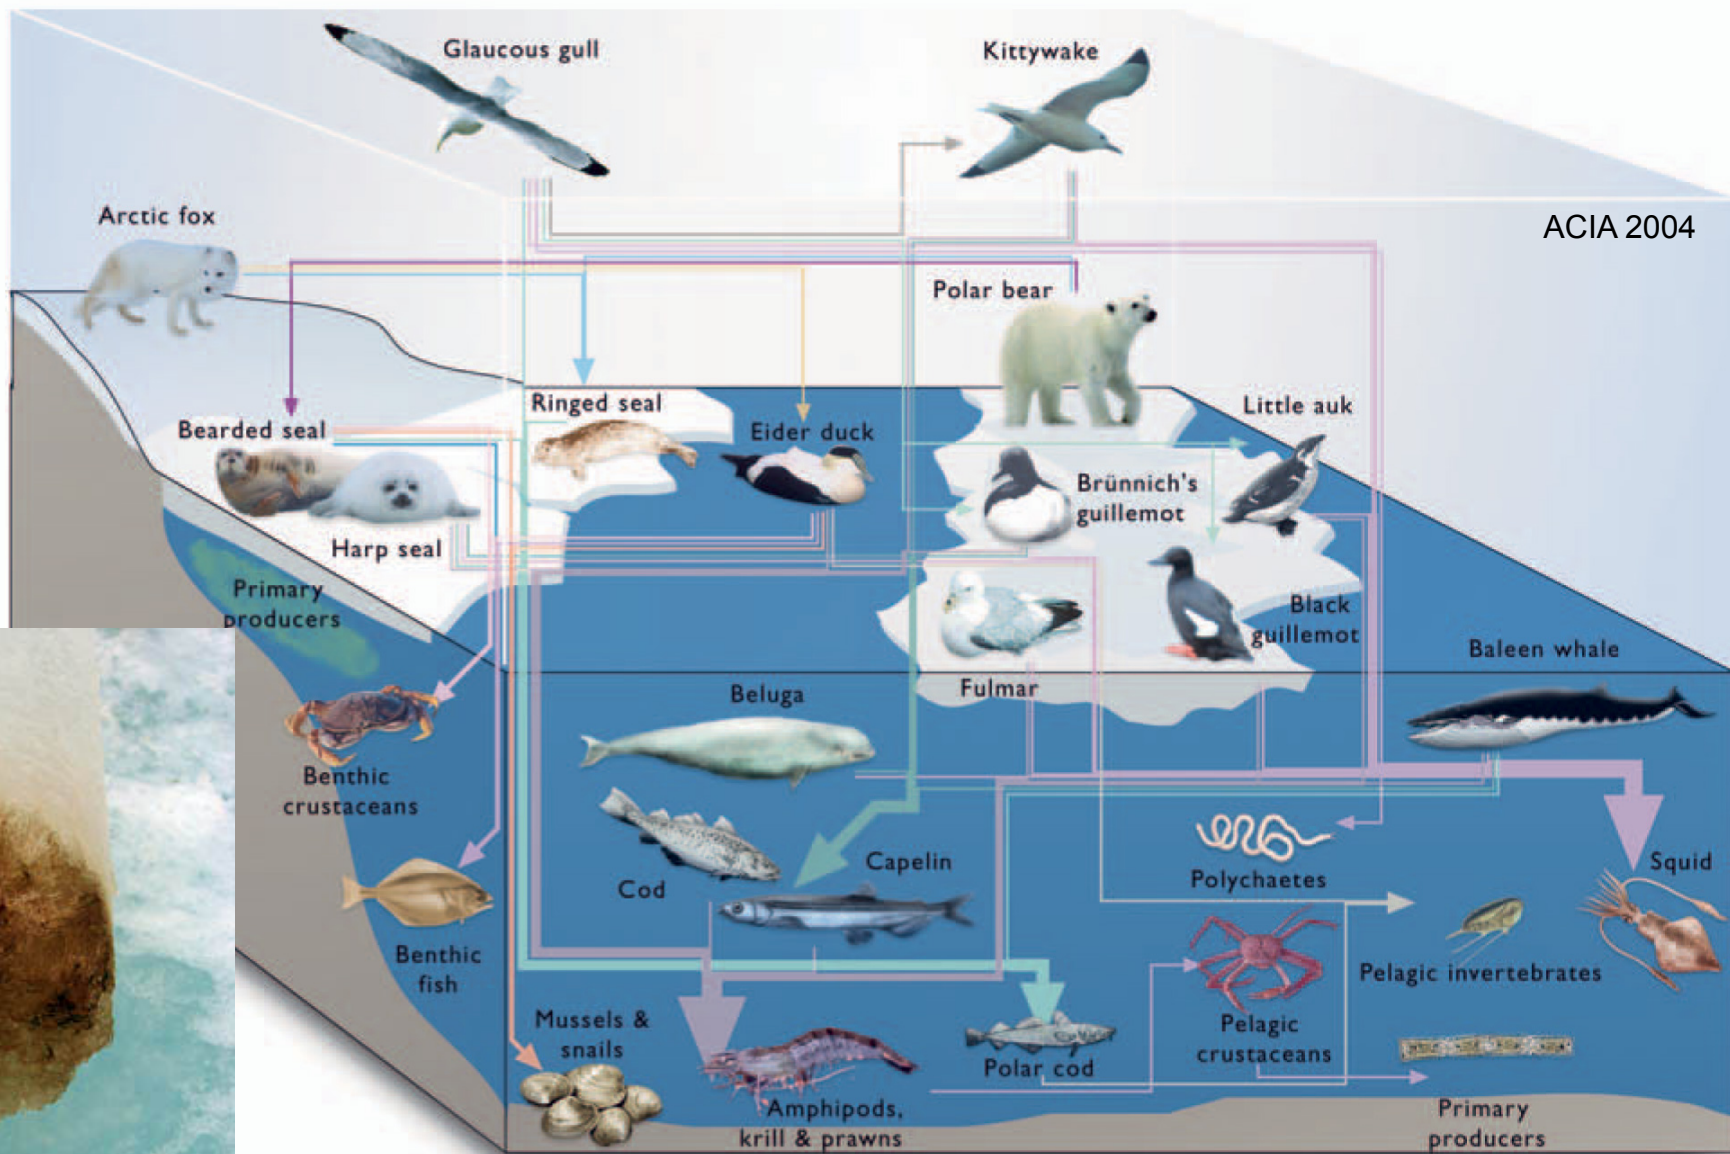 Glaucous gull
Kittywake
Arctic fox
ACIA 2004
Polar bear
Ringed seal
Little auk
Bearded seal
Eider duck
Brünnich's
guillemot
Harp seal
Primary
producers
Black
guillemot
Baleen whale
Beluga
Fulmar
Benthic
crustaceans
Cod
Capelin
Polychaetes
Squid
Benthic
fish
Pelagic invertebrates
Mussels &
snails
Polar cod
Pelagic
crustaceans
Amphipods,
krill & prawns
Primary
producers